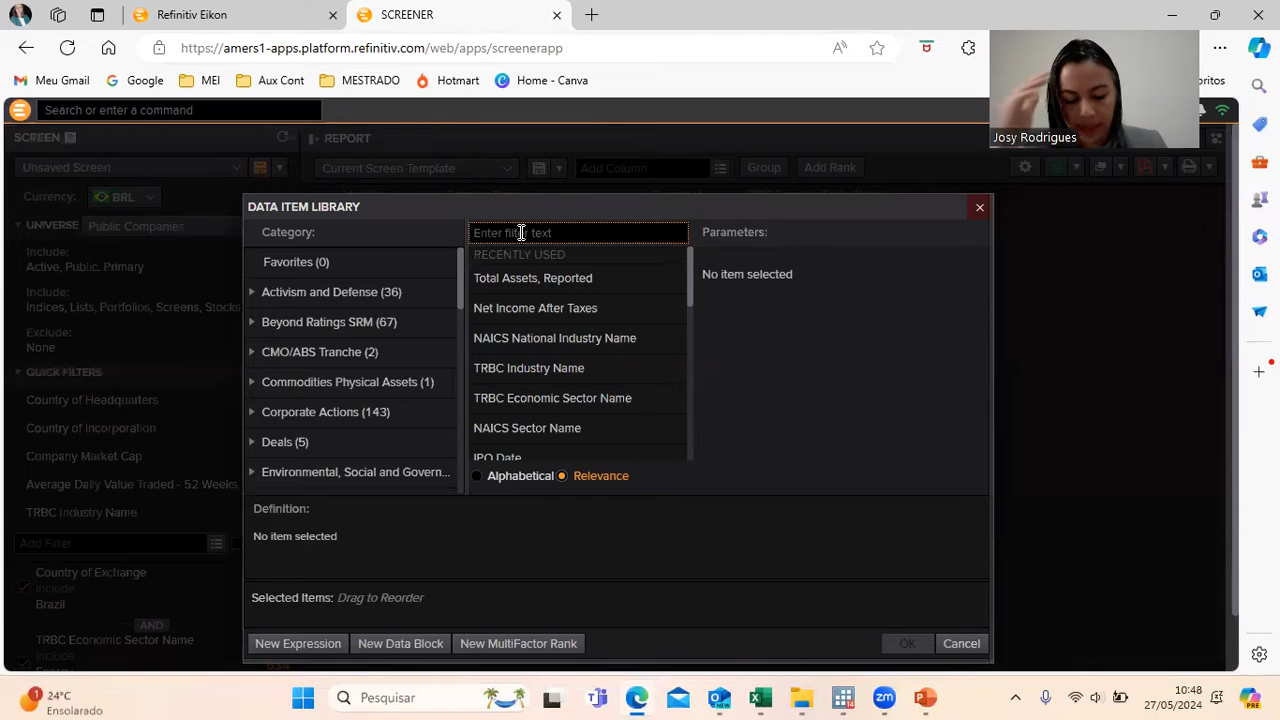 Refinitiv Eikon
SCREENER
https://amers1-apps.platform.refinitiv.com/web/apps/screenerapp
Meu Gmail
Google
MEI
Aux Cont
MESTRADO
Hotmart
Home - Canva
oritos
Josy Rodrigues
Search or enter a command
SCREEN
REPORT
Unsaved Screen
Current Screen Template
Add Column
Group
Add Rank
Currency:
BRL
UNIVERSE
Public Companies
Include:
Active, Public, Primary
Include:
Indices, Lists, Portfolios, Screens, Stocks
Exclude:
None
QUICK FILTERS
Country of Headquarters
Country of Incorporation
Company Market Cap
Average Daily Value Traded - 52 Weeks
TRBC Industry Name
Add Filter
Country of Exchange
Include
Brazil
AND
TRBC Economic Sector Name
Include
DATA ITEM LIBRARY
Category:
Enter filter text
Parameters:
Favorites (0)
Activism and Defense (36)
Beyond Ratings SRM (67)
CMO/ABS Tranche (2)
Commodities Physical Assets (1)
Corporate Actions (143)
Deals (5)
Environmental, Social and Govern...
RECENTLY USED
Total Assets, Reported
Net Income After Taxes
NAICS National Industry Name
TRBC Industry Name
TRBC Economic Sector Name
NAICS Sector Name
IPO Date
No item selected
Alphabetical
Relevance
Definition:
No item selected
Selected Items: Drag to Reorder
New Expression
New Data Block
New MultiFactor Rank
OK
Cancel
1
24°C
Ensolarado
Pesquisar
10:48
27/05/2024